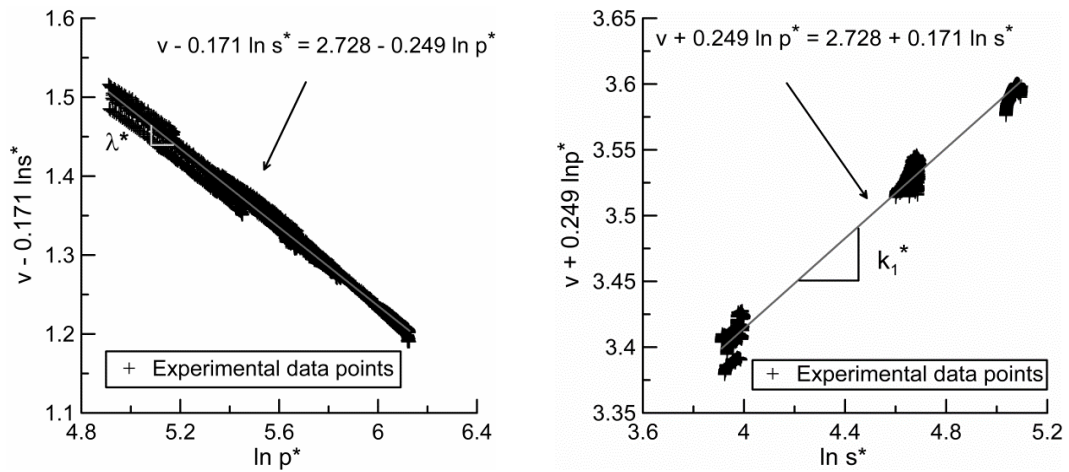 1.6
1.5
1.4
1.3
1.2
1.1
v - 0.171 lns*
v - 0.171 ln s* = 2.728 - 0.249 ln p*
λ*
+ Experimental data points
4.8 5.2 5.6 6 6.4
ln p*
3.65
3.6
3.55
3.5
3.45
3.4
3.35
v + 0.249 lnp*
v + 0.249 ln p* = 2.728 + 0.171 ln s*
k₁*
+ Experimental data points
3.6 4 4.4 4.8 5.2
ln s*